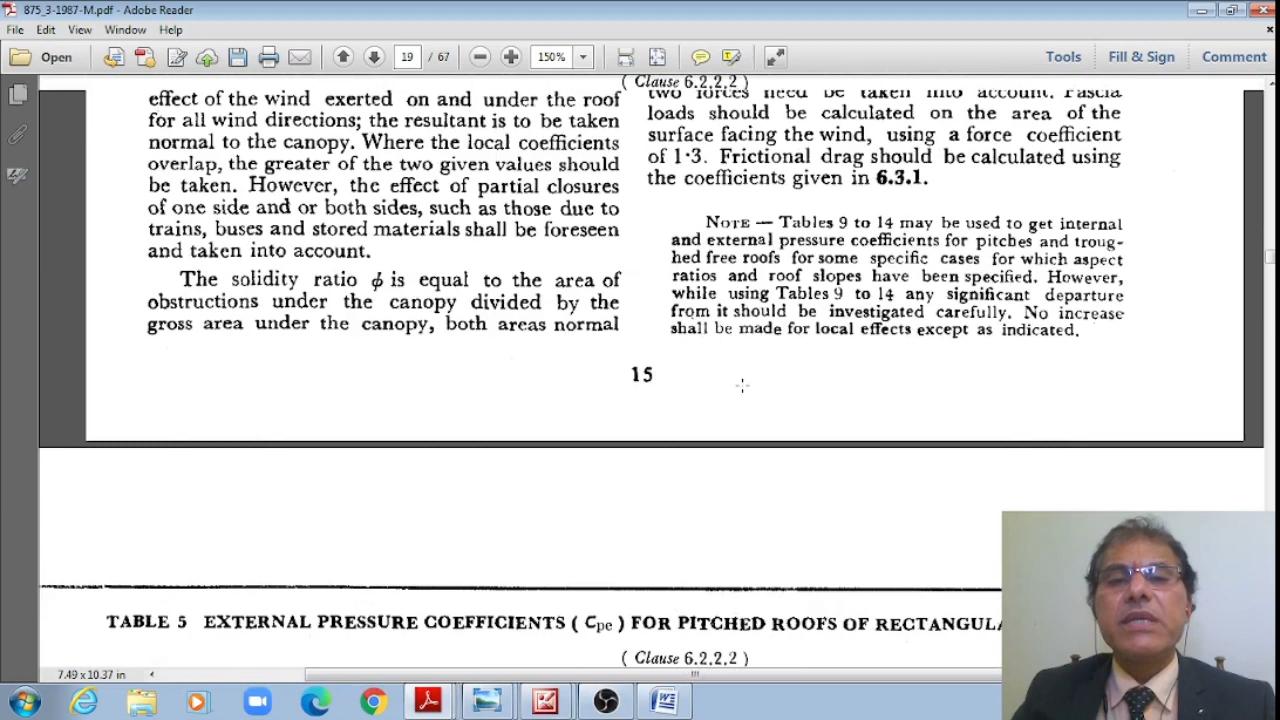 875_3-1987-M.pdf - Adobe Reader
File Edit View Window Help
Open 19 / 67 150% Tools Fill & Sign Comment
( Clause 6.2.2.2 )
effect of the wind exerted on and under the roof
for all wind directions; the resultant is to be taken
normal to the canopy. Where the local coefficients
overlap, the greater of the two given values should
be taken. However, the effect of partial closures
of one side and or both sides, such as those due to
trains, buses and stored materials shall be foreseen
and taken into account.
The solidity ratio ϕ is equal to the area of
obstructions under the canopy divided by the
gross area under the canopy, both areas normal
two forces need be taken into account. Fascia
loads should be calculated on the area of the
surface facing the wind, using a force coefficient
of 1·3. Frictional drag should be calculated using
the coefficients given in 6.3.1.
NOTE — Tables 9 to 14 may be used to get internal
and external pressure coefficients for pitches and troug-
hed free roofs for some specific cases for which aspect
ratios and roof slopes have been specified. However,
while using Tables 9 to 14 any significant departure
from it should be investigated carefully. No increase
shall be made for local effects except as indicated.
15
TABLE 5 EXTERNAL PRESSURE COEFFICIENTS ( Cpe ) FOR PITCHED ROOFS OF RECTANGULA
( Clause 6.2.2.2 )
7.49 x 10.37 in